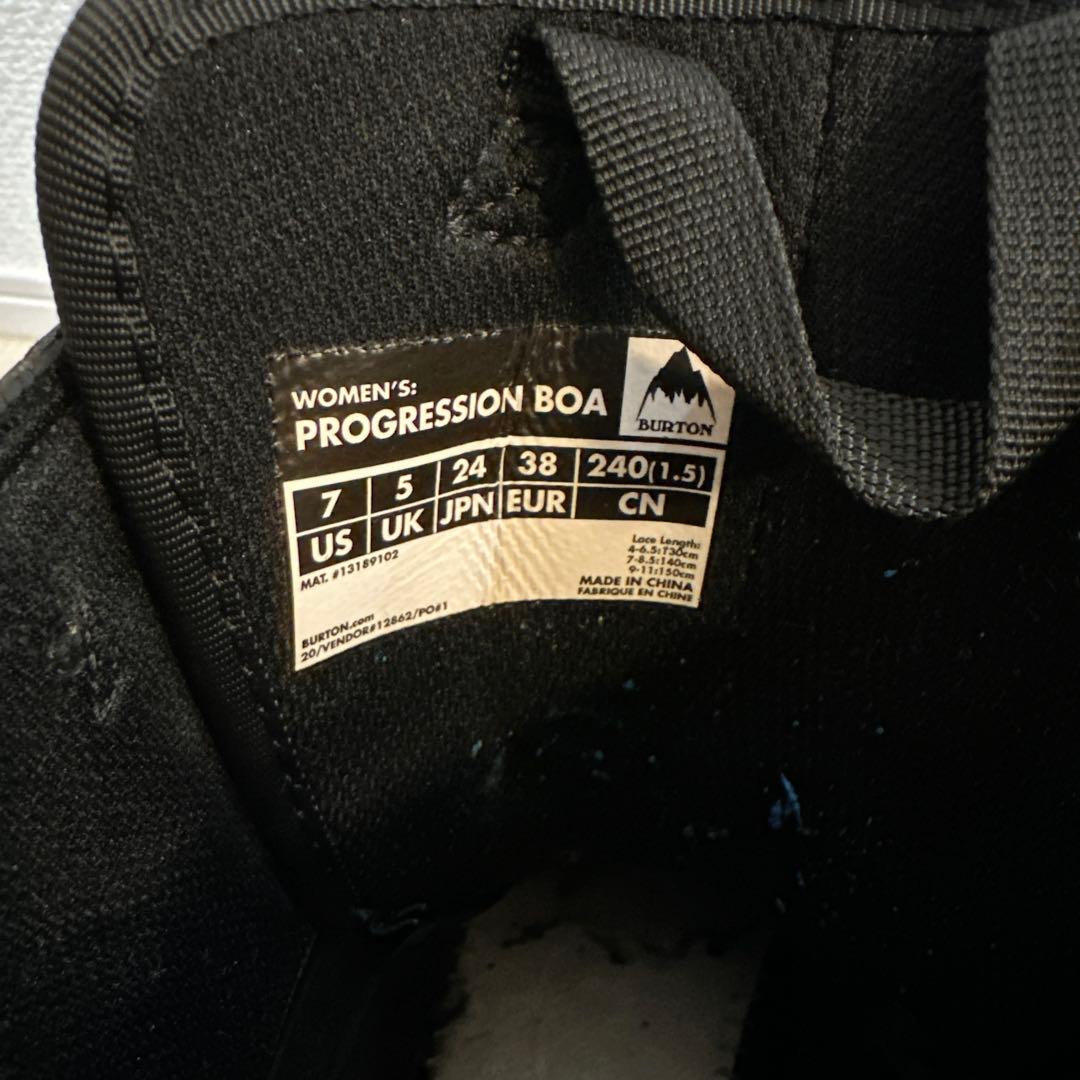 WOMEN'S:
PROGRESSION BOA
BURTON
7 5 24 38 240(1.5)
US UK JPN EUR CN
MAT. #13189102
Lace Length:
4-6.5:130cm
7-8.5:140cm
9-11:150cm
MADE IN CHINA
FABRIQUE EN CHINE
BURTON.com
20/VENDOR#12862/PO#1